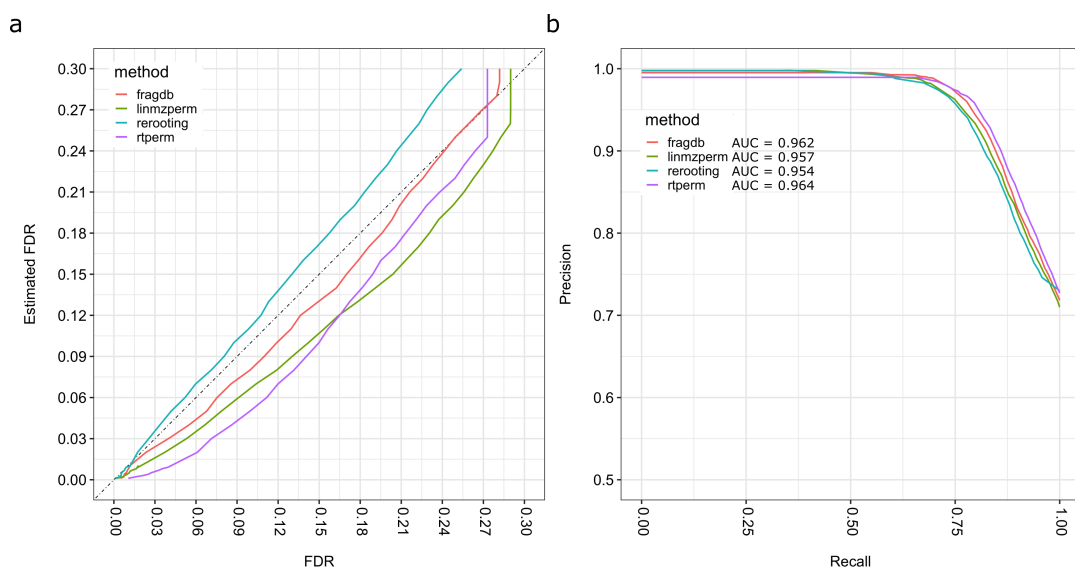 a
0.30
0.27
0.24
0.21
0.18
0.15
0.12
0.09
0.06
0.03
0.00
Estimated FDR
method
fragdb
linmzperm
rerooting
rtperm
0.00
0.03
0.06
0.09
0.12
0.15
0.18
0.21
0.24
0.27
0.30
FDR
b
1.0
0.9
0.8
0.7
0.6
0.5
Precision
method
fragdb AUC = 0.962
linmzperm AUC = 0.957
rerooting AUC = 0.954
rtperm AUC = 0.964
0.00
0.25
0.50
0.75
1.00
Recall